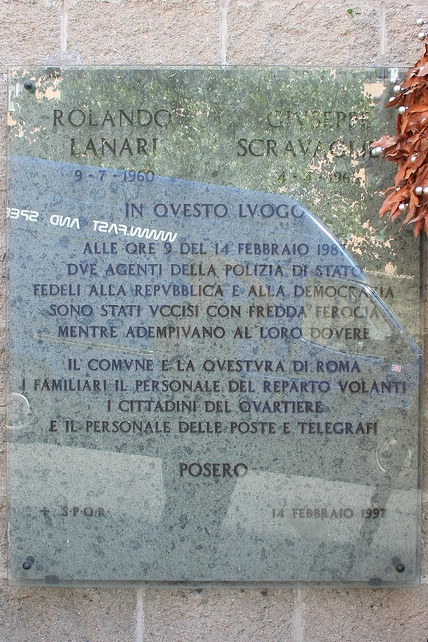 ROLANDO GIVSEPPE
LANARI
9-7-1960
IN QVESTO LVOGO
ALLE ORE 9 DEL 14 FEBBRAIO
DVE AGENTI DELLA POLIZIA DI STATO
FEDELI ALLA REPVBBLICA E ALLA DEMOCRAZIA
SONO STATI VCCISI CON FREDDA FEROCIA
MENTRE ADEMPIVANO AL LORO DOVERE
IL COMVNE E LA QVESTVRA DI ROMA
I FAMILIARI IL PERSONALE DEL REPARTO VOLANTI
I CITTADINI DEL QVARTIERE
E IL PERSONALE DELLE POSTE E TELEGRAFI
POSERO
+ S·P·Q·R· 14 FEBBRAIO 1997
WWW.FAST AND